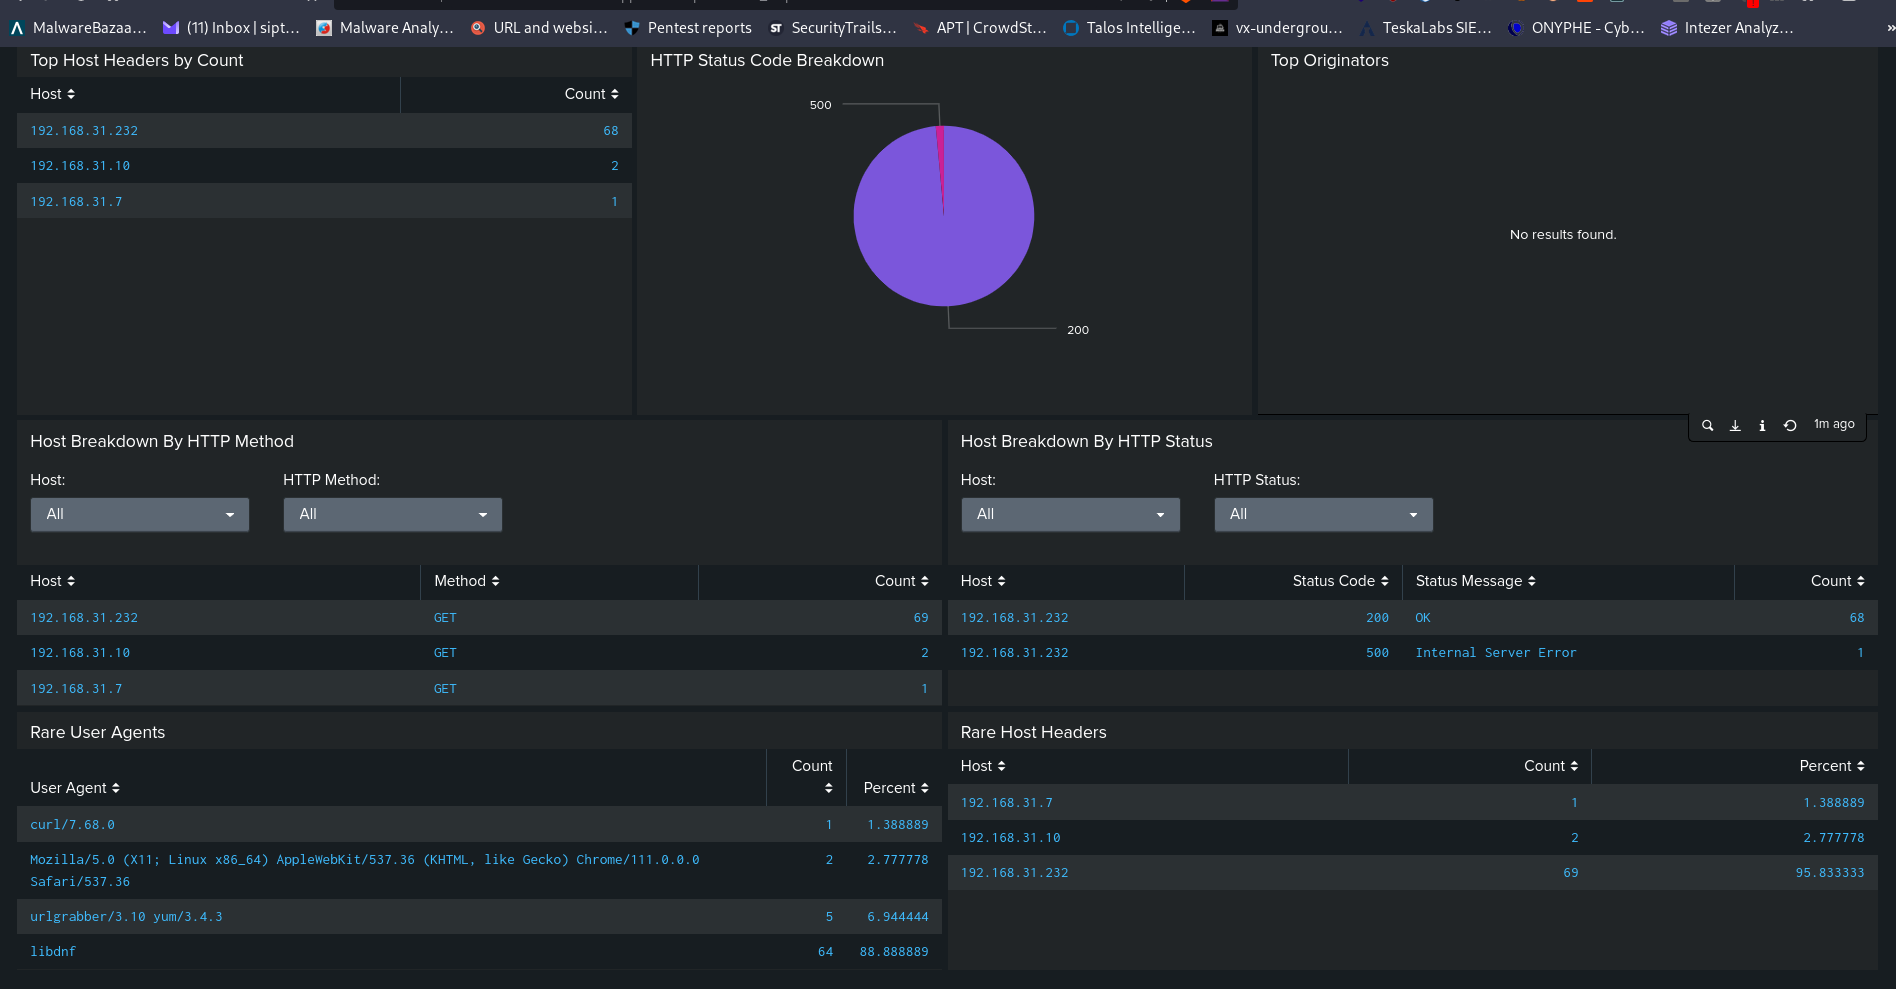 MalwareBazaa...
(11) Inbox | sipt...
Malware Analy...
URL and websi...
Pentest reports
ST
SecurityTrails...
APT | CrowdSt...
Talos Intellige...
vx-undergrou...
TeskaLabs SIE...
ONYPHE - Cyb...
Intezer Analyz...
»
Top Host Headers by Count
Host Count
192.168.31.232 68
192.168.31.10 2
192.168.31.7 1
HTTP Status Code Breakdown
500
200
Top Originators
No results found.
1m ago
Host Breakdown By HTTP Method
Host: HTTP Method:
All All
Host Method Count
192.168.31.232 GET 69
192.168.31.10 GET 2
192.168.31.7 GET 1
Host Breakdown By HTTP Status
Host: HTTP Status:
All All
Host Status Code Status Message Count
192.168.31.232 200 OK 68
192.168.31.232 500 Internal Server Error 1
Rare User Agents
User Agent Count Percent
curl/7.68.0 1 1.388889
Mozilla/5.0 (X11; Linux x86_64) AppleWebKit/537.36 (KHTML, like Gecko) Chrome/111.0.0.0 2 2.777778
Safari/537.36
urlgrabber/3.10 yum/3.4.3 5 6.944444
libdnf 64 88.888889
Rare Host Headers
Host Count Percent
192.168.31.7 1 1.388889
192.168.31.10 2 2.777778
192.168.31.232 69 95.833333